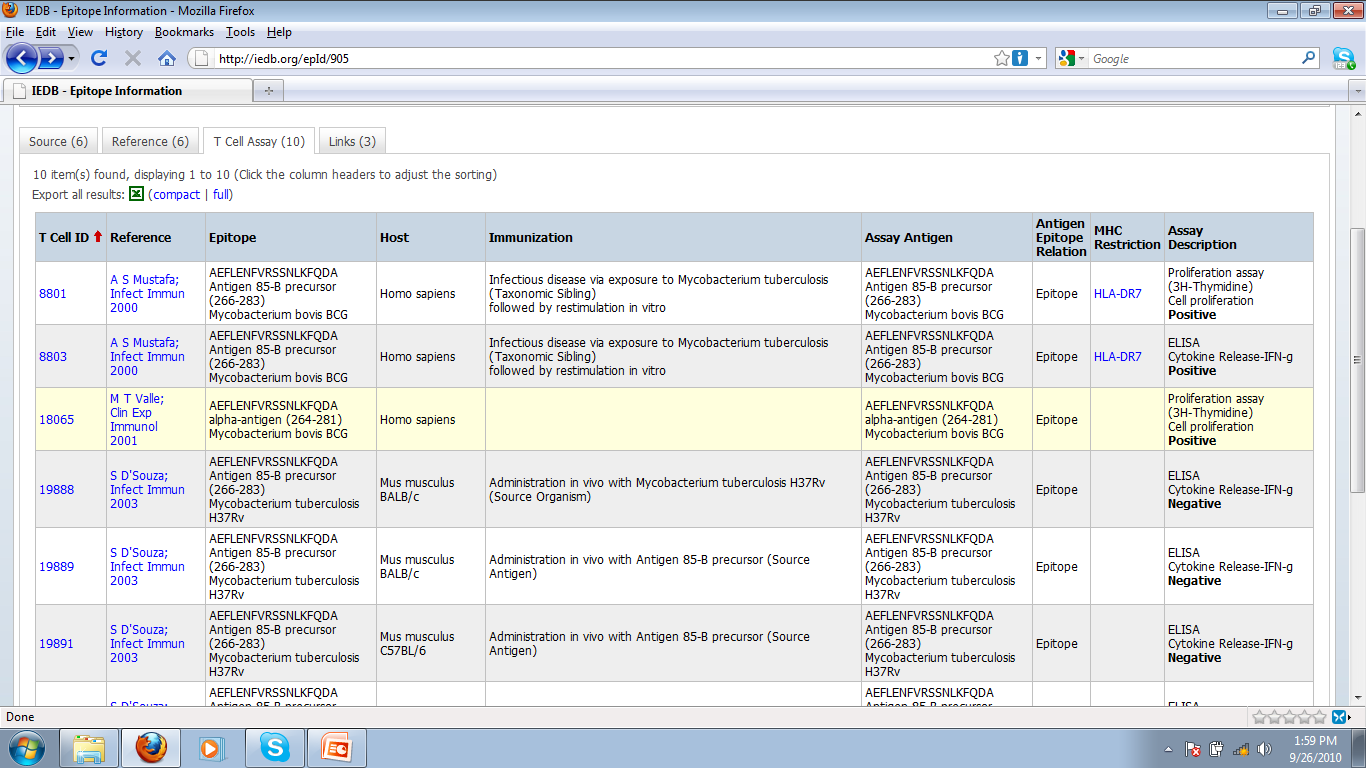 IEDB - Epitope Information - Mozilla Firefox
File Edit View History Bookmarks Tools Help
http://iedb.org/epId/905
Google
IEDB - Epitope Information
Source (6) Reference (6) T Cell Assay (10) Links (3)
10 item(s) found, displaying 1 to 10 (Click the column headers to adjust the sorting)
Export all results: (compact | full)
T Cell ID
Reference
Epitope
Host
Immunization
Assay Antigen
Antigen
Epitope
Relation
MHC
Restriction
Assay
Description
8801
A S Mustafa;
Infect Immun
2000
AEFLENFVRSSNLKFQDA
Antigen 85-B precursor
(266-283)
Mycobacterium bovis BCG
Homo sapiens
Infectious disease via exposure to Mycobacterium tuberculosis
(Taxonomic Sibling)
followed by restimulation in vitro
AEFLENFVRSSNLKFQDA
Antigen 85-B precursor
(266-283)
Mycobacterium bovis BCG
Epitope
HLA-DR7
Proliferation assay
(3H-Thymidine)
Cell proliferation
Positive
8803
A S Mustafa;
Infect Immun
2000
AEFLENFVRSSNLKFQDA
Antigen 85-B precursor
(266-283)
Mycobacterium bovis BCG
Homo sapiens
Infectious disease via exposure to Mycobacterium tuberculosis
(Taxonomic Sibling)
followed by restimulation in vitro
AEFLENFVRSSNLKFQDA
Antigen 85-B precursor
(266-283)
Mycobacterium bovis BCG
Epitope
HLA-DR7
ELISA
Cytokine Release-IFN-g
Positive
18065
M T Valle;
Clin Exp
Immunol
2001
AEFLENFVRSSNLKFQDA
alpha-antigen (264-281)
Mycobacterium bovis BCG
Homo sapiens
AEFLENFVRSSNLKFQDA
alpha-antigen (264-281)
Mycobacterium bovis BCG
Epitope
Proliferation assay
(3H-Thymidine)
Cell proliferation
Positive
19888
S D'Souza;
Infect Immun
2003
AEFLENFVRSSNLKFQDA
Antigen 85-B precursor
(266-283)
Mycobacterium tuberculosis
H37Rv
Mus musculus
BALB/c
Administration in vivo with Mycobacterium tuberculosis H37Rv
(Source Organism)
AEFLENFVRSSNLKFQDA
Antigen 85-B precursor
(266-283)
Mycobacterium tuberculosis
H37Rv
Epitope
ELISA
Cytokine Release-IFN-g
Negative
19889
S D'Souza;
Infect Immun
2003
AEFLENFVRSSNLKFQDA
Antigen 85-B precursor
(266-283)
Mycobacterium tuberculosis
H37Rv
Mus musculus
BALB/c
Administration in vivo with Antigen 85-B precursor (Source
Antigen)
AEFLENFVRSSNLKFQDA
Antigen 85-B precursor
(266-283)
Mycobacterium tuberculosis
H37Rv
Epitope
ELISA
Cytokine Release-IFN-g
Negative
19891
S D'Souza;
Infect Immun
2003
AEFLENFVRSSNLKFQDA
Antigen 85-B precursor
(266-283)
Mycobacterium tuberculosis
H37Rv
Mus musculus
C57BL/6
Administration in vivo with Antigen 85-B precursor (Source
Antigen)
AEFLENFVRSSNLKFQDA
Antigen 85-B precursor
(266-283)
Mycobacterium tuberculosis
H37Rv
Epitope
ELISA
Cytokine Release-IFN-g
Negative
S D'Souza;
AEFLENFVRSSNLKFQDA
Antigen 85-B precursor
AEFLENFVRSSNLKFQDA
Antigen 85-B precursor
ELISA
Done
1:59 PM
9/26/2010